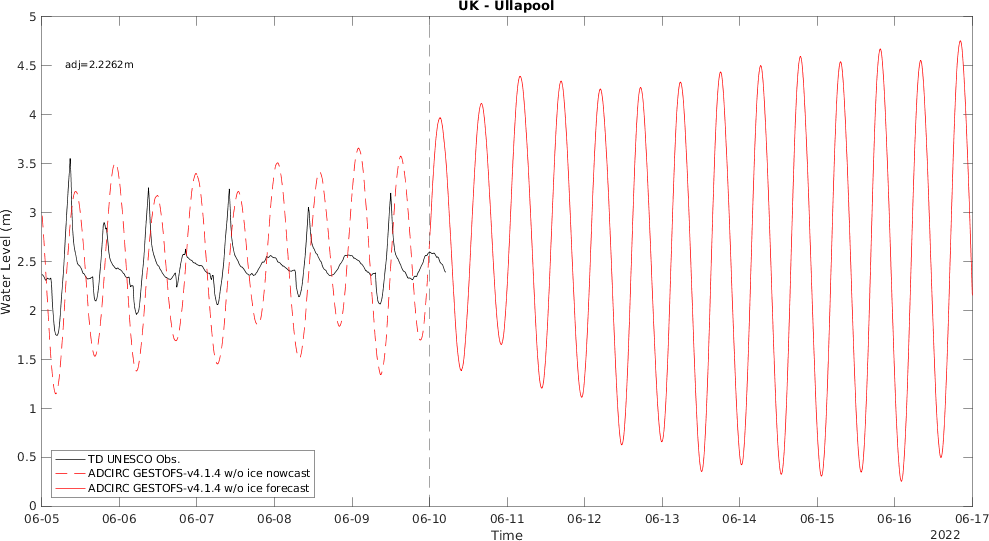 UK - Ullapool
adj=2.2262m
5
4.5
4
3.5
3
2.5
2
1.5
1
0.5
0
Water Level (m)
TD UNESCO Obs.
ADCIRC GESTOFS-v4.1.4 w/o ice nowcast
ADCIRC GESTOFS-v4.1.4 w/o ice forecast
06-05 06-06 06-07 06-08 06-09 06-10 06-11 06-12 06-13 06-14 06-15 06-16 06-17
Time
2022